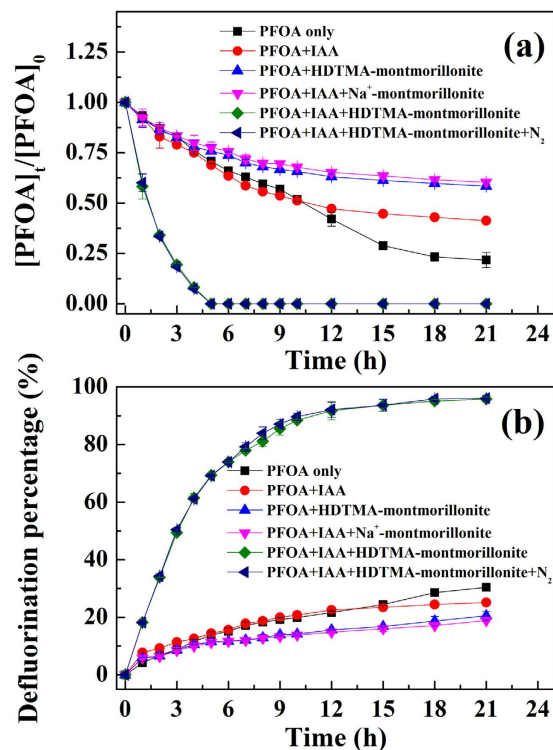 (a)
PFOA only
PFOA+IAA
PFOA+HDTMA-montmorillonite
PFOA+IAA+Na⁺-montmorillonite
PFOA+IAA+HDTMA-montmorillonite
PFOA+IAA+HDTMA-montmorillonite+N₂
[PFOA]ₜ/[PFOA]₀
1.00
0.75
0.50
0.25
0.00
0 3 6 9 12 15 18 21 24
Time (h)
(b)
PFOA only
PFOA+IAA
PFOA+HDTMA-montmorillonite
PFOA+IAA+Na⁺-montmorillonite
PFOA+IAA+HDTMA-montmorillonite
PFOA+IAA+HDTMA-montmorillonite+N₂
Defluorination percentage (%)
100
80
60
40
20
0
0 3 6 9 12 15 18 21 24
Time (h)